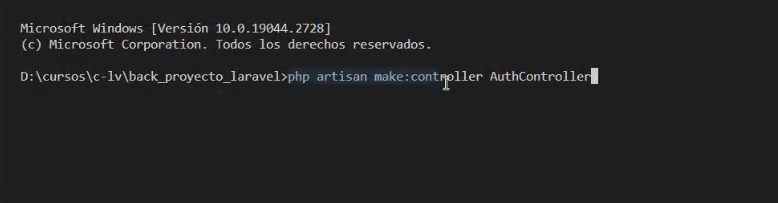 Microsoft Windows [Versión 10.0.19044.2728]
(c) Microsoft Corporation. Todos los derechos reservados.
D:\cursos\c-lv\back_proyecto_laravel>php artisan make:controller AuthController